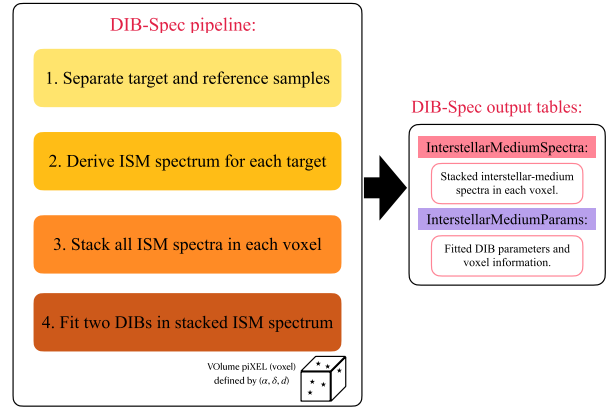 DIB-Spec pipeline:
1. Separate target and reference samples
2. Derive ISM spectrum for each target
3. Stack all ISM spectra in each voxel
4. Fit two DIBs in stacked ISM spectrum
VOlume piXEL (voxel)
defined by (α, δ, d)
DIB-Spec output tables:
InterstellarMediumSpectra:
Stacked interstellar-medium
spectra in each voxel.
InterstellarMediumParams:
Fitted DIB parameters and
voxel information.